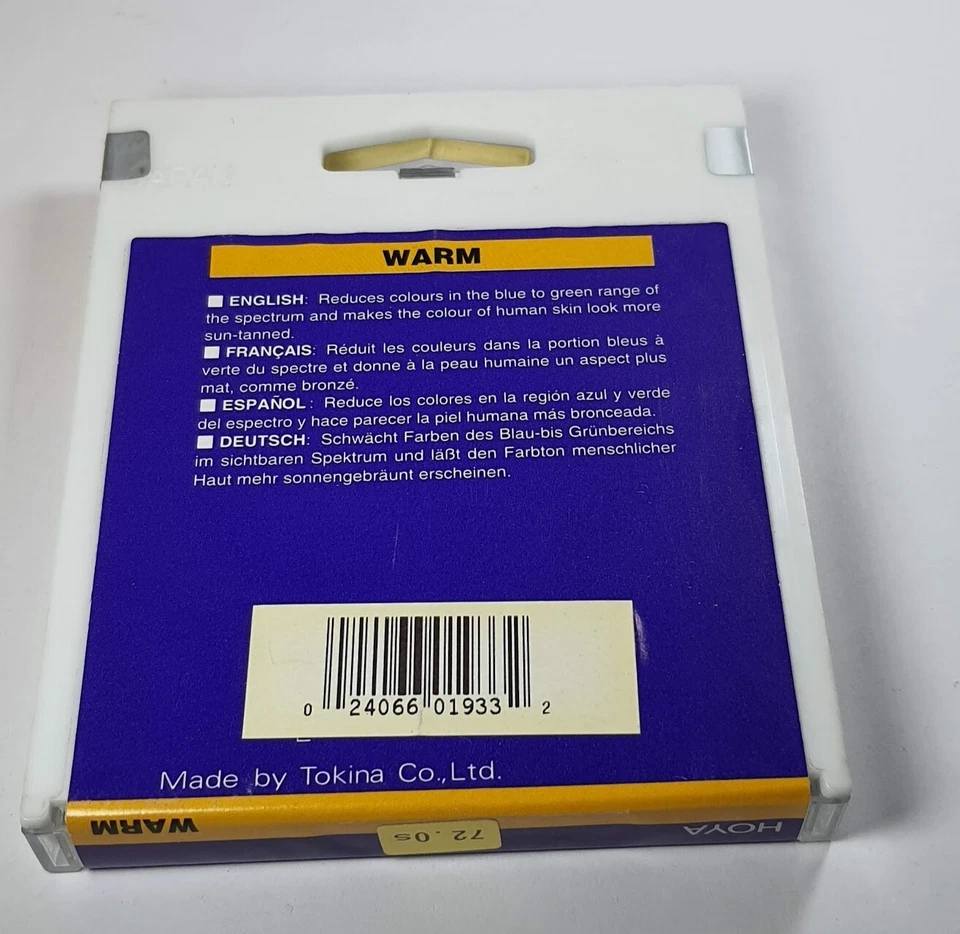 WARM
ENGLISH: Reduces colours in the blue to green range of
the spectrum and makes the colour of human skin look more
sun-tanned.
FRANÇAIS: Réduit les couleurs dans la portion bleus à
verte du spectre et donne à la peau humaine un aspect plus
mat, comme bronzé.
ESPAÑOL: Reduce los colores en la región azul y verde
del espectro y hace parecer la piel humana más bronceada.
DEUTSCH: Schwächt Farben des Blau-bis Grünbereichs
im sichtbaren Spektrum und läßt den Farbton menschlicher
Haut mehr sonnengebräunt erscheinen.
0 24066 01933 2
Made by Tokina Co.,Ltd.
WARM 72.0s HOYA